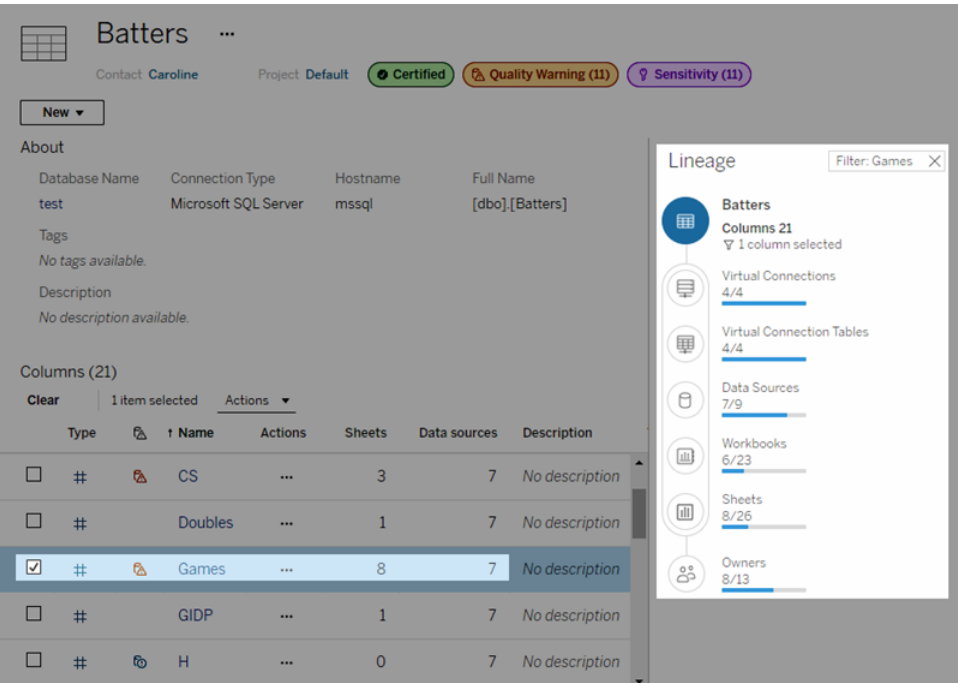 Batters ···
Contact Caroline Project Default Certified Quality Warning (11) Sensitivity (11)
New
About
Database Name Connection Type Hostname Full Name
test Microsoft SQL Server mssql [dbo].[Batters]
Tags
No tags available.
Description
No description available.
Columns (21)
Clear 1 item selected Actions
Type ↑ Name Actions Sheets Data sources Description
# CS ··· 3 7 No description
# Doubles ··· 1 7 No description
# Games ··· 8 7 No description
# GIDP ··· 1 7 No description
# H ··· 0 7 No description
Lineage Filter: Games
Batters
Columns 21
1 column selected
Virtual Connections
4/4
Virtual Connection Tables
4/4
Data Sources
7/9
Workbooks
6/23
Sheets
8/26
Owners
8/13